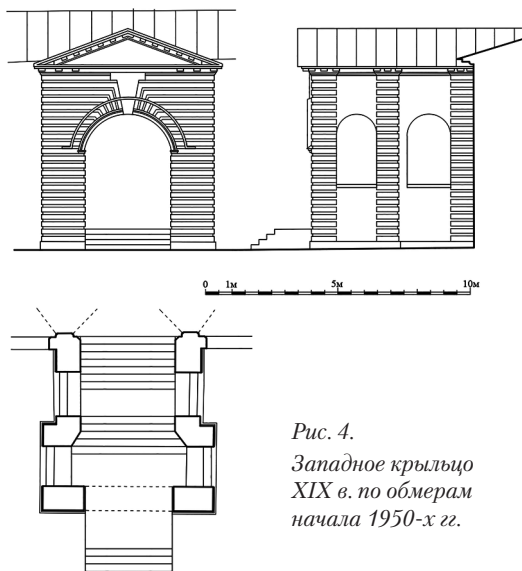 0 1м 5м 10м
Рис. 4.
Западное крыльцо
XIX в. по обмерам
начала 1950-х гг.